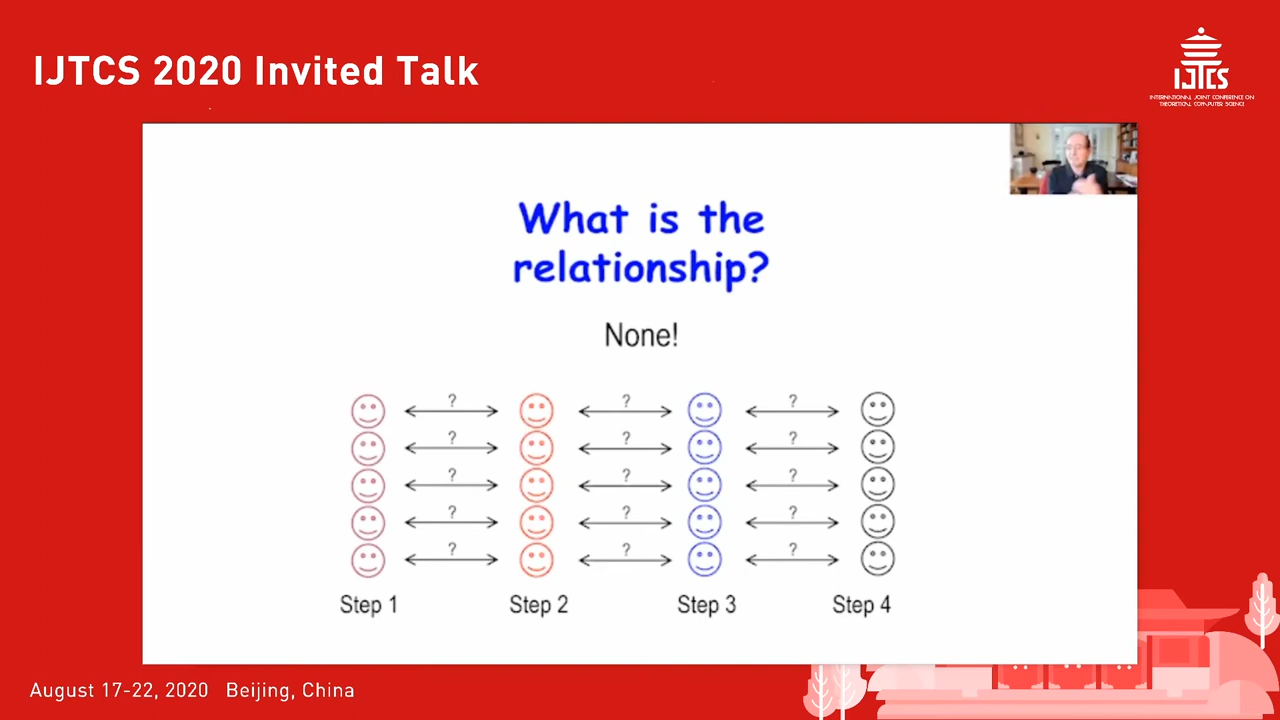 IJTCS 2020 Invited Talk
IJTCS
INTERNATIONAL JOINT CONFERENCE ON
THEORETICAL COMPUTER SCIENCE
What is the
relationship?
None!
? ? ?
? ? ?
? ? ?
? ? ?
? ? ?
Step 1 Step 2 Step 3 Step 4
August 17-22, 2020 Beijing, China